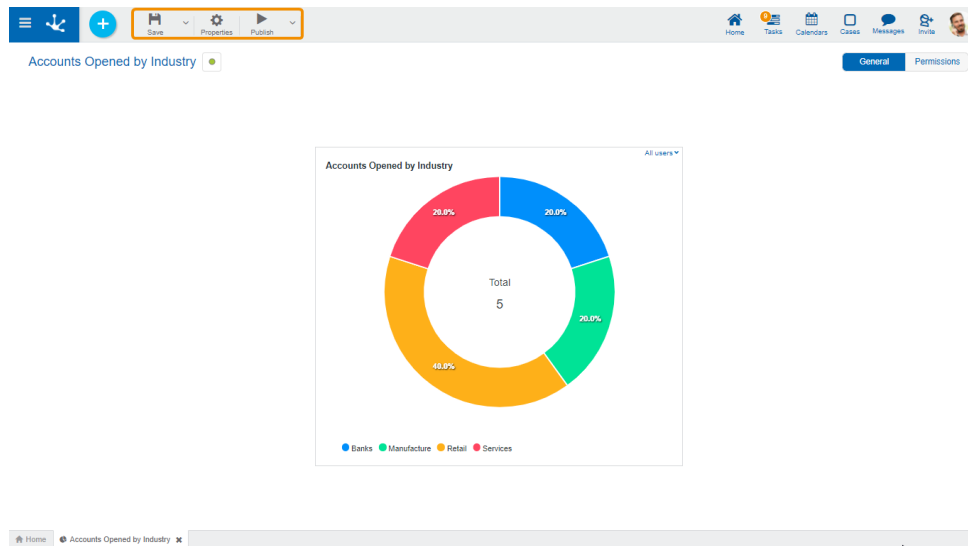 Save Properties Publish
Home 9 Tasks Calendars Cases Messages Invite
Accounts Opened by Industry
General Permissions
All users
Accounts Opened by Industry
20.0% 20.0%
Total
5
20.0%
40.0%
Banks Manufacture Retail Services
Home Accounts Opened by Industry